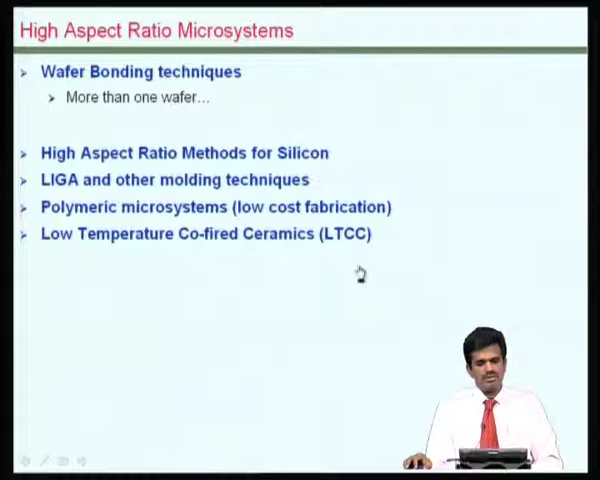 High Aspect Ratio Microsystems
Wafer Bonding techniques
More than one wafer…
High Aspect Ratio Methods for Silicon
LIGA and other molding techniques
Polymeric microsystems (low cost fabrication)
Low Temperature Co-fired Ceramics (LTCC)